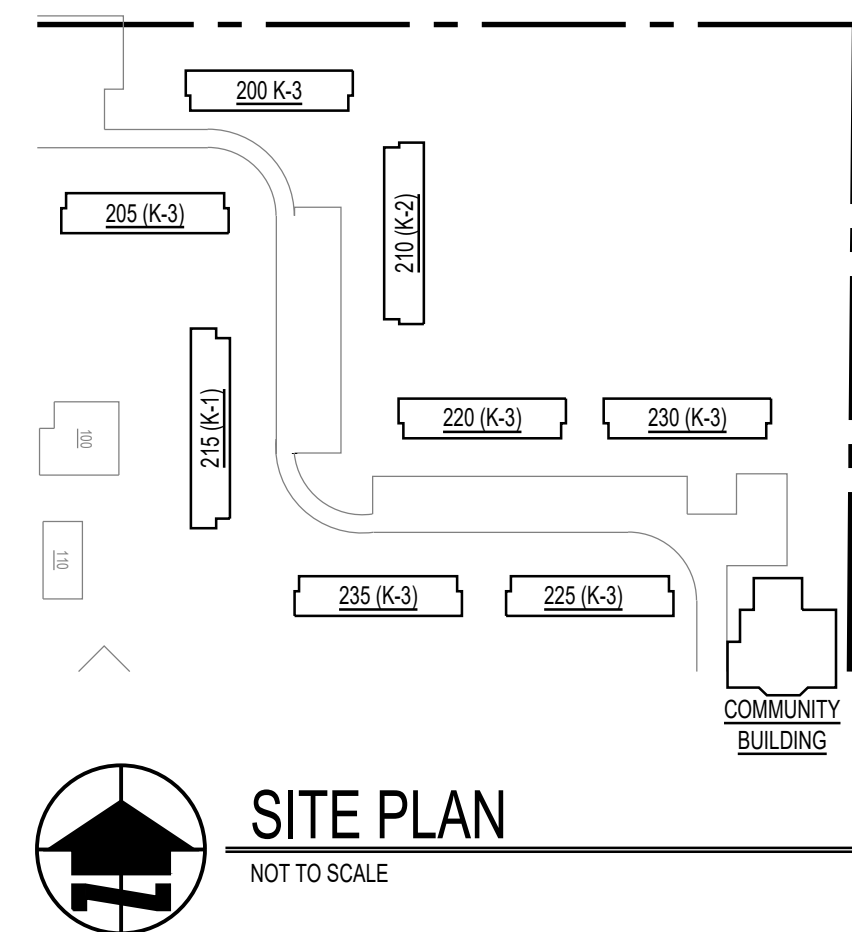 200 K-3
205 (K-3)
210 (K-2)
215 (K-1)
220 (K-3)
230 (K-3)
100
110
235 (K-3)
225 (K-3)
COMMUNITY
BUILDING
N
SITE PLAN
NOT TO SCALE